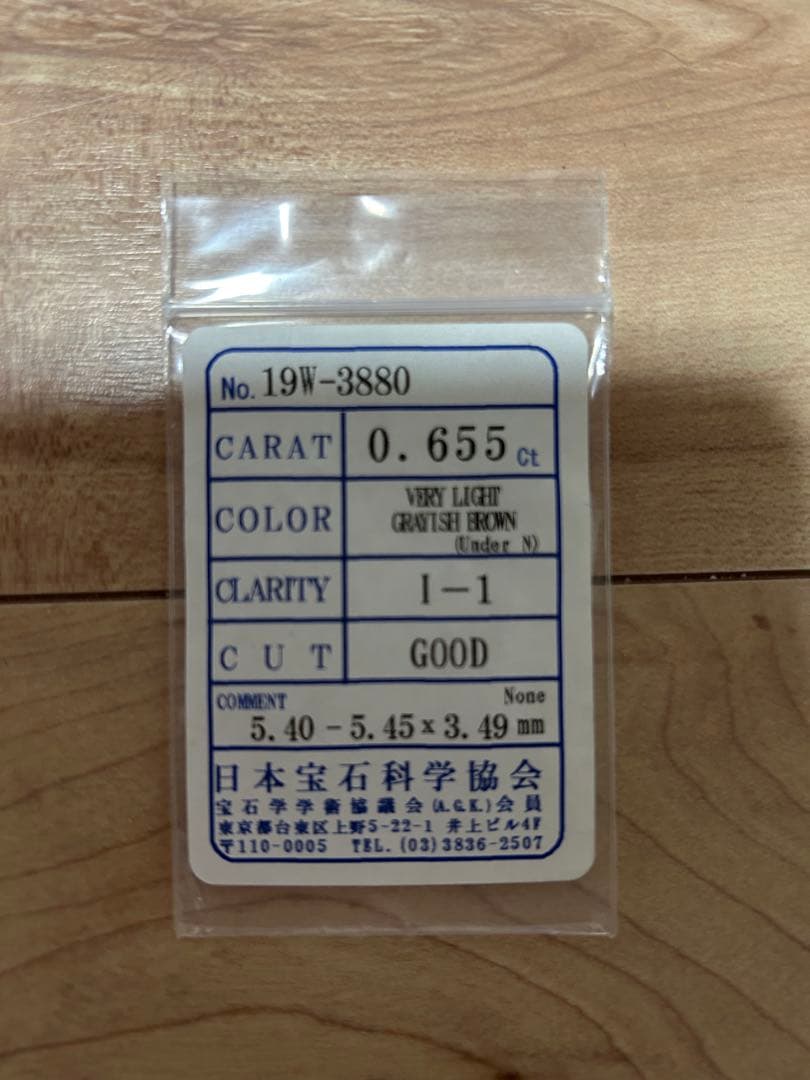 No. 19W-3880
CARAT 0.655 Ct
COLOR VERY LIGHT
GRAYISH BROWN
(Under N)
CLARITY I-1
CUT GOOD
COMMENT None
5.40 - 5.45 x 3.49 mm
日本宝石科学協会
宝石学学術協議会(A.G.K.)会員
東京都台東区上野5-22-1 井上ビル4F
〒110-0005 TEL. (03)3836-2507